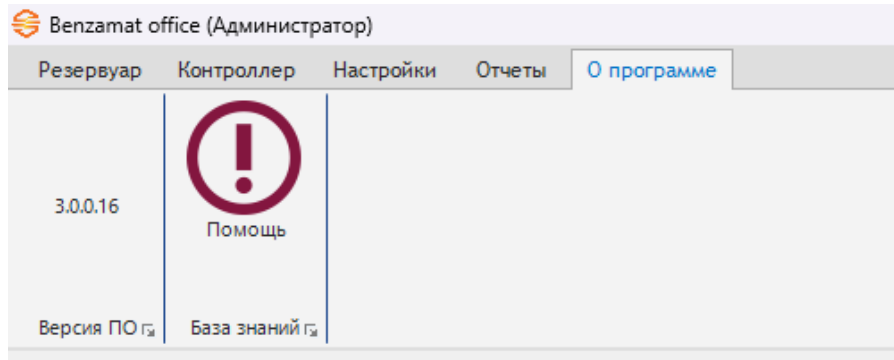 Benzamat office (Администратор)
Резервуар Контроллер Настройки Отчеты О программе
3.0.0.16
Помощь
Версия ПО База знаний